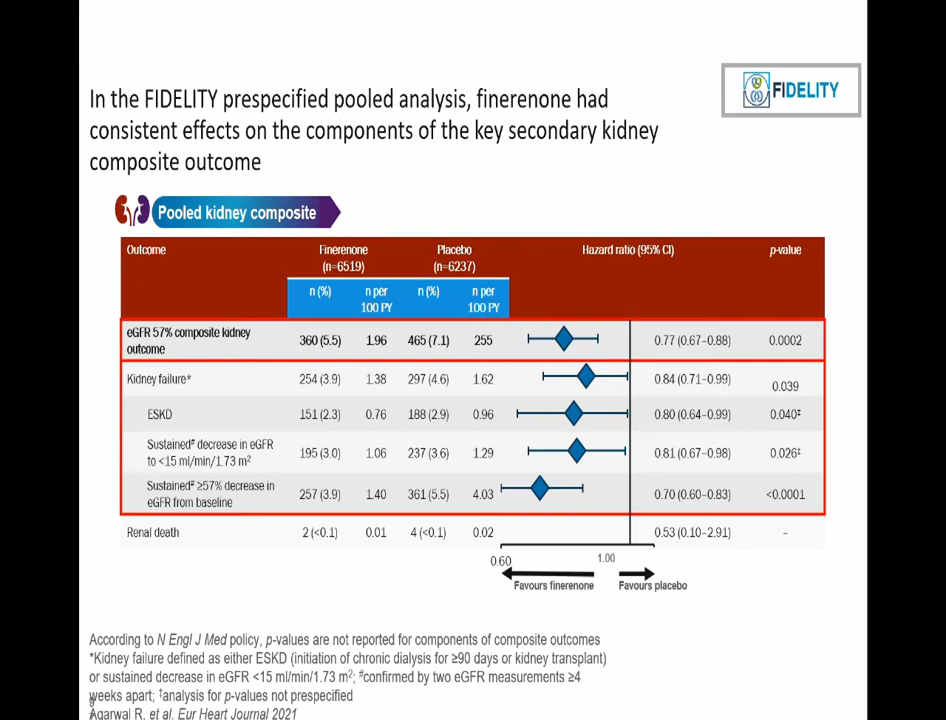 FIDELITY
In the FIDELITY prespecified pooled analysis, finerenone had
consistent effects on the components of the key secondary kidney
composite outcome
Pooled kidney composite
Outcome Finerenone (n=6519) Placebo (n=6237) Hazard ratio (95% CI) p-value
n (%) n per 100 PY n (%) n per 100 PY
eGFR 57% composite kidney outcome 360 (5.5) 1.96 465 (7.1) 255 0.77 (0.67–0.88) 0.0002
Kidney failure* 254 (3.9) 1.38 297 (4.6) 1.62 0.84 (0.71–0.99) 0.039
ESKD 151 (2.3) 0.76 188 (2.9) 0.96 0.80 (0.64–0.99) 0.040‡
Sustained# decrease in eGFR to <15 ml/min/1.73 m² 195 (3.0) 1.06 237 (3.6) 1.29 0.81 (0.67–0.98) 0.026‡
Sustained# ≥57% decrease in eGFR from baseline 257 (3.9) 1.40 361 (5.5) 4.03 0.70 (0.60–0.83) <0.0001
Renal death 2 (<0.1) 0.01 4 (<0.1) 0.02 0.53 (0.10–2.91) –
0.60 1.00
Favours finerenone Favours placebo
According to N Engl J Med policy, p-values are not reported for components of composite outcomes
*Kidney failure defined as either ESKD (initiation of chronic dialysis for ≥90 days or kidney transplant)
or sustained decrease in eGFR <15 ml/min/1.73 m²; #confirmed by two eGFR measurements ≥4
weeks apart; ‡analysis for p-values not prespecified
Agarwal R, et al. Eur Heart Journal 2021